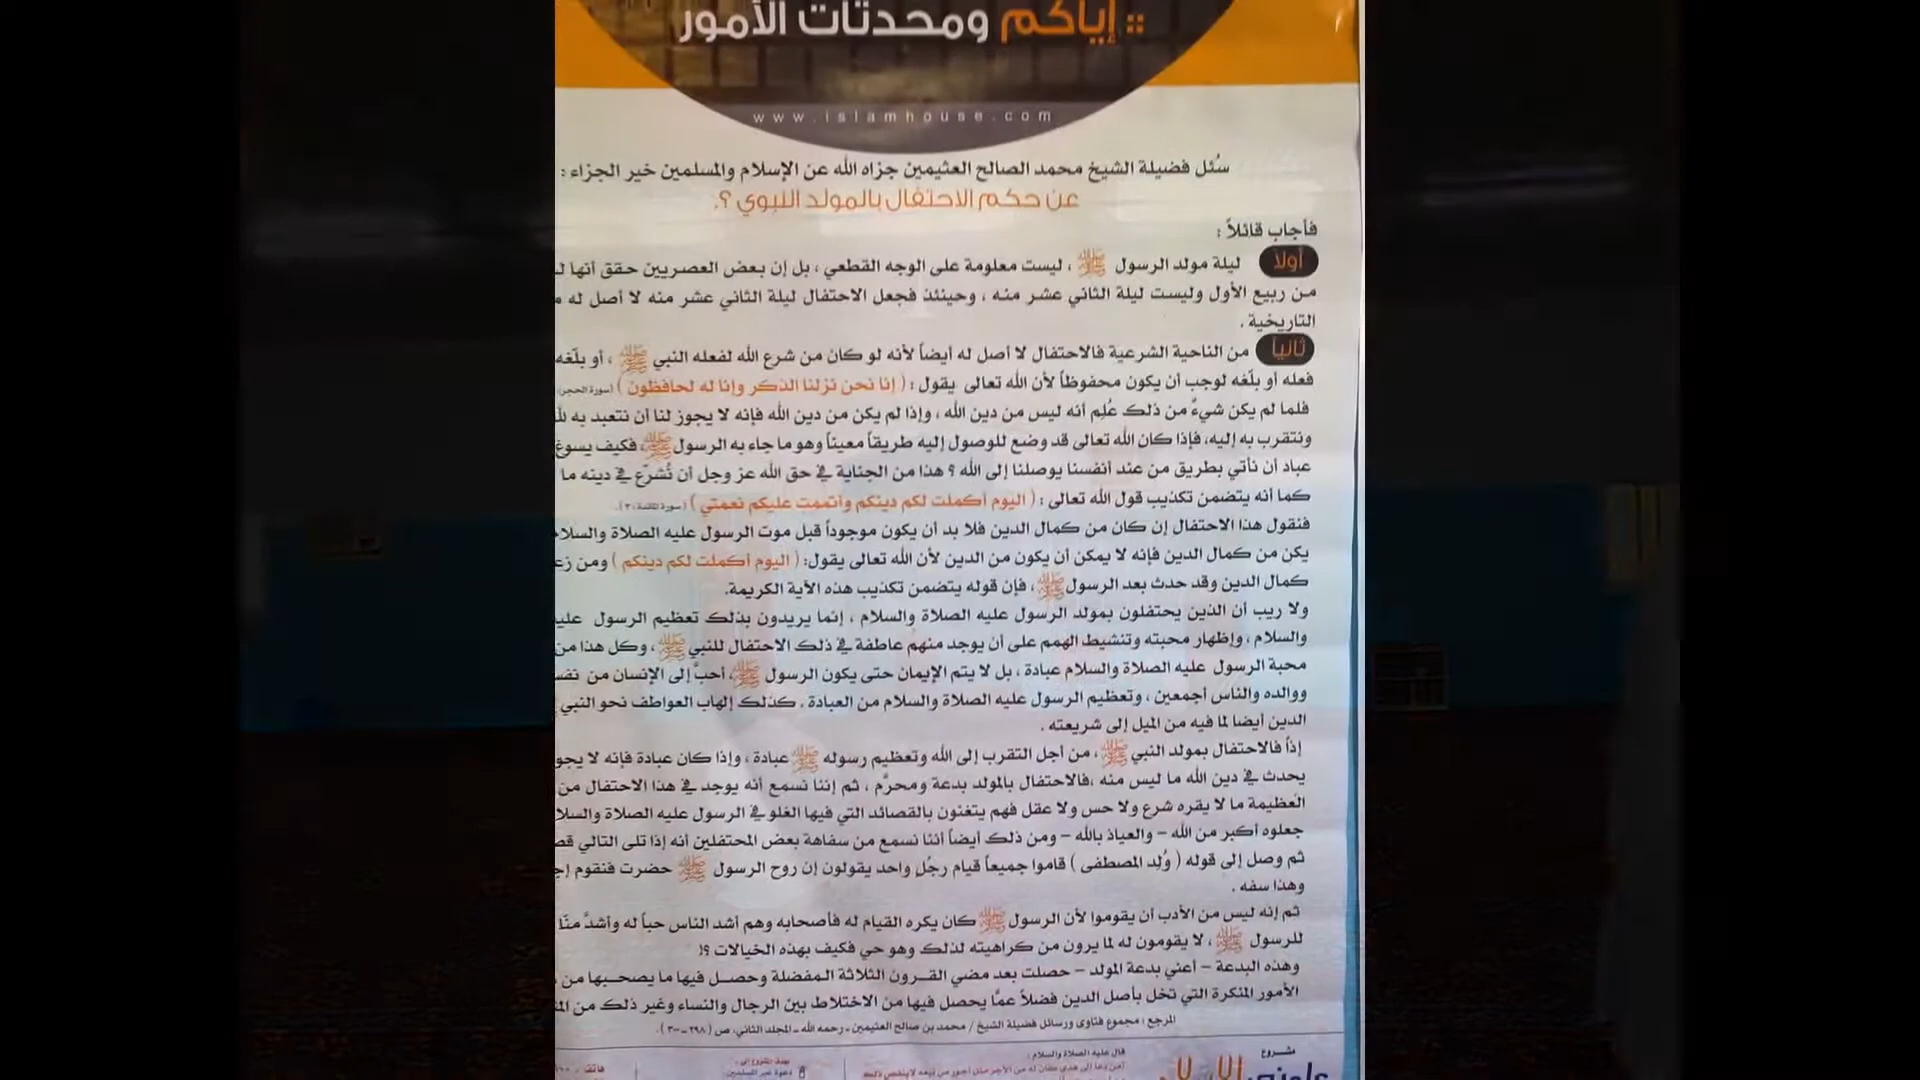 :: إياكم ومحدثات الأمور
www.islamhouse.com
سُئل فضيلة الشيخ محمد الصالح العثيمين جزاه الله عن الإسلام والمسلمين خير الجزاء :
عن حكم الاحتفال بالمولد النبوي ؟.
فأجاب قائلاً :
أولاً ليلة مولد الرسول ﷺ ، ليست معلومة على الوجه القطعي ، بل إن بعض العصريين حقق أنها
من ربيع الأول وليست ليلة الثاني عشر منه ، وحينئذ فجعل الاحتفال ليلة الثاني عشر منه لا أصل له
التاريخية .
ثانياً من الناحية الشرعية فالاحتفال لا أصل له أيضاً لأنه لو كان من شرع الله لفعله النبي ﷺ ، أو بلّغه
فعله أو بلّغه لوجب أن يكون محفوظاً لأن الله تعالى يقول : ( إنا نحن نزلنا الذكر وإنا له لحافظون ) (سورة الحجر
فلما لم يكن شيءٌ من ذلك عُلِم أنه ليس من دين الله ، وإذا لم يكن من دين الله فإنه لا يجوز لنا أن نتعبد به
ونتقرب به إليه، فإذا كان الله تعالى قد وضع للوصول إليه طريقاً معيناً وهو ما جاء به الرسول ﷺ، فكيف يسوغ
عباد أن نأتي بطريق من عند أنفسنا يوصلنا إلى الله ؟ هذا من الجناية في حق الله عز وجل أن نُشرّع في دينه ما
كما أنه يتضمن تكذيب قول الله تعالى : ( اليوم أكملت لكم دينكم وأتممت عليكم نعمتي ) (سورة المائدة : ٣).
فنقول هذا الاحتفال إن كان من كمال الدين فلا بد أن يكون موجوداً قبل موت الرسول عليه الصلاة والسلام
يكن من كمال الدين فإنه لا يمكن أن يكون من الدين لأن الله تعالى يقول: ( اليوم أكملت لكم دينكم ) ومن
كمال الدين وقد حدث بعد الرسول ﷺ ، فإن قوله يتضمن تكذيب هذه الآية الكريمة.
ولا ريب أن الذين يحتفلون بمولد الرسول عليه الصلاة والسلام ، إنما يريدون بذلك تعظيم الرسول
والسلام ، وإظهار محبته وتنشيط الهمم على أن يوجد منهم عاطفة في ذلك الاحتفال للنبي ﷺ ، وكل هذا من
محبة الرسول عليه الصلاة والسلام عبادة ، بل لا يتم الإيمان حتى يكون الرسول ﷺ، أحبَّ إلى الإنسان من
ووالده والناس أجمعين ، وتعظيم الرسول عليه الصلاة والسلام من العبادة . كذلك إلهاب العواطف نحو النبي
الدين أيضا لما فيه من الميل إلى شريعته .
إذاً فالاحتفال بمولد النبي ﷺ ، من أجل التقرب إلى الله وتعظيم رسوله ﷺ عبادة ، وإذا كان عبادة فإنه لا
يحدث في دين الله ما ليس منه ،فالاحتفال بالمولد بدعة ومحرَّم ، ثم إننا نسمع أنه يوجد في هذا الاحتفال من
العظيمة ما لا يقره شرع ولا حس ولا عقل فهم يتغنون بالقصائد التي فيها الغلو في الرسول عليه الصلاة
جعلوه أكبر من الله – والعياذ بالله – ومن ذلك أيضاً أننا نسمع من سفاهة بعض المحتفلين أنه إذا تلى التالي
ثم وصل إلى قوله ( وُلِد المصطفى ) قاموا جميعاً قيام رجُلٍ واحد يقولون إن روح الرسول ﷺ حضرت فنقوم
وهذا سفه .
ثم إنه ليس من الأدب أن يقوموا لأن الرسول ﷺ كان يكره القيام له فأصحابه وهم أشد الناس حباً له وأشدَّ منَّا
للرسول ﷺ ، لا يقومون له لما يرون من كراهيته لذلك وهو حي فكيف بهذه الخيالات ؟!
وهذه البدعة – أعني بدعة المولد – حصلت بعد مضي القرون الثلاثة المفضلة وحصل فيها ما يصحبها من
الأمور المنكرة التي تخل بأصل الدين فضلاً عمَّا يحصل فيها من الاختلاط بين الرجال والنساء وغير ذلك من
المرجع : مجموع فتاوى ورسائل فضيلة الشيخ / محمد بن صالح العثيمين ـ رحمه الله ـ المجلد الثاني، ص ( ٢٩٨ – ٣٠٠ ).
مشروع
قال عليه الصلاة والسلام :